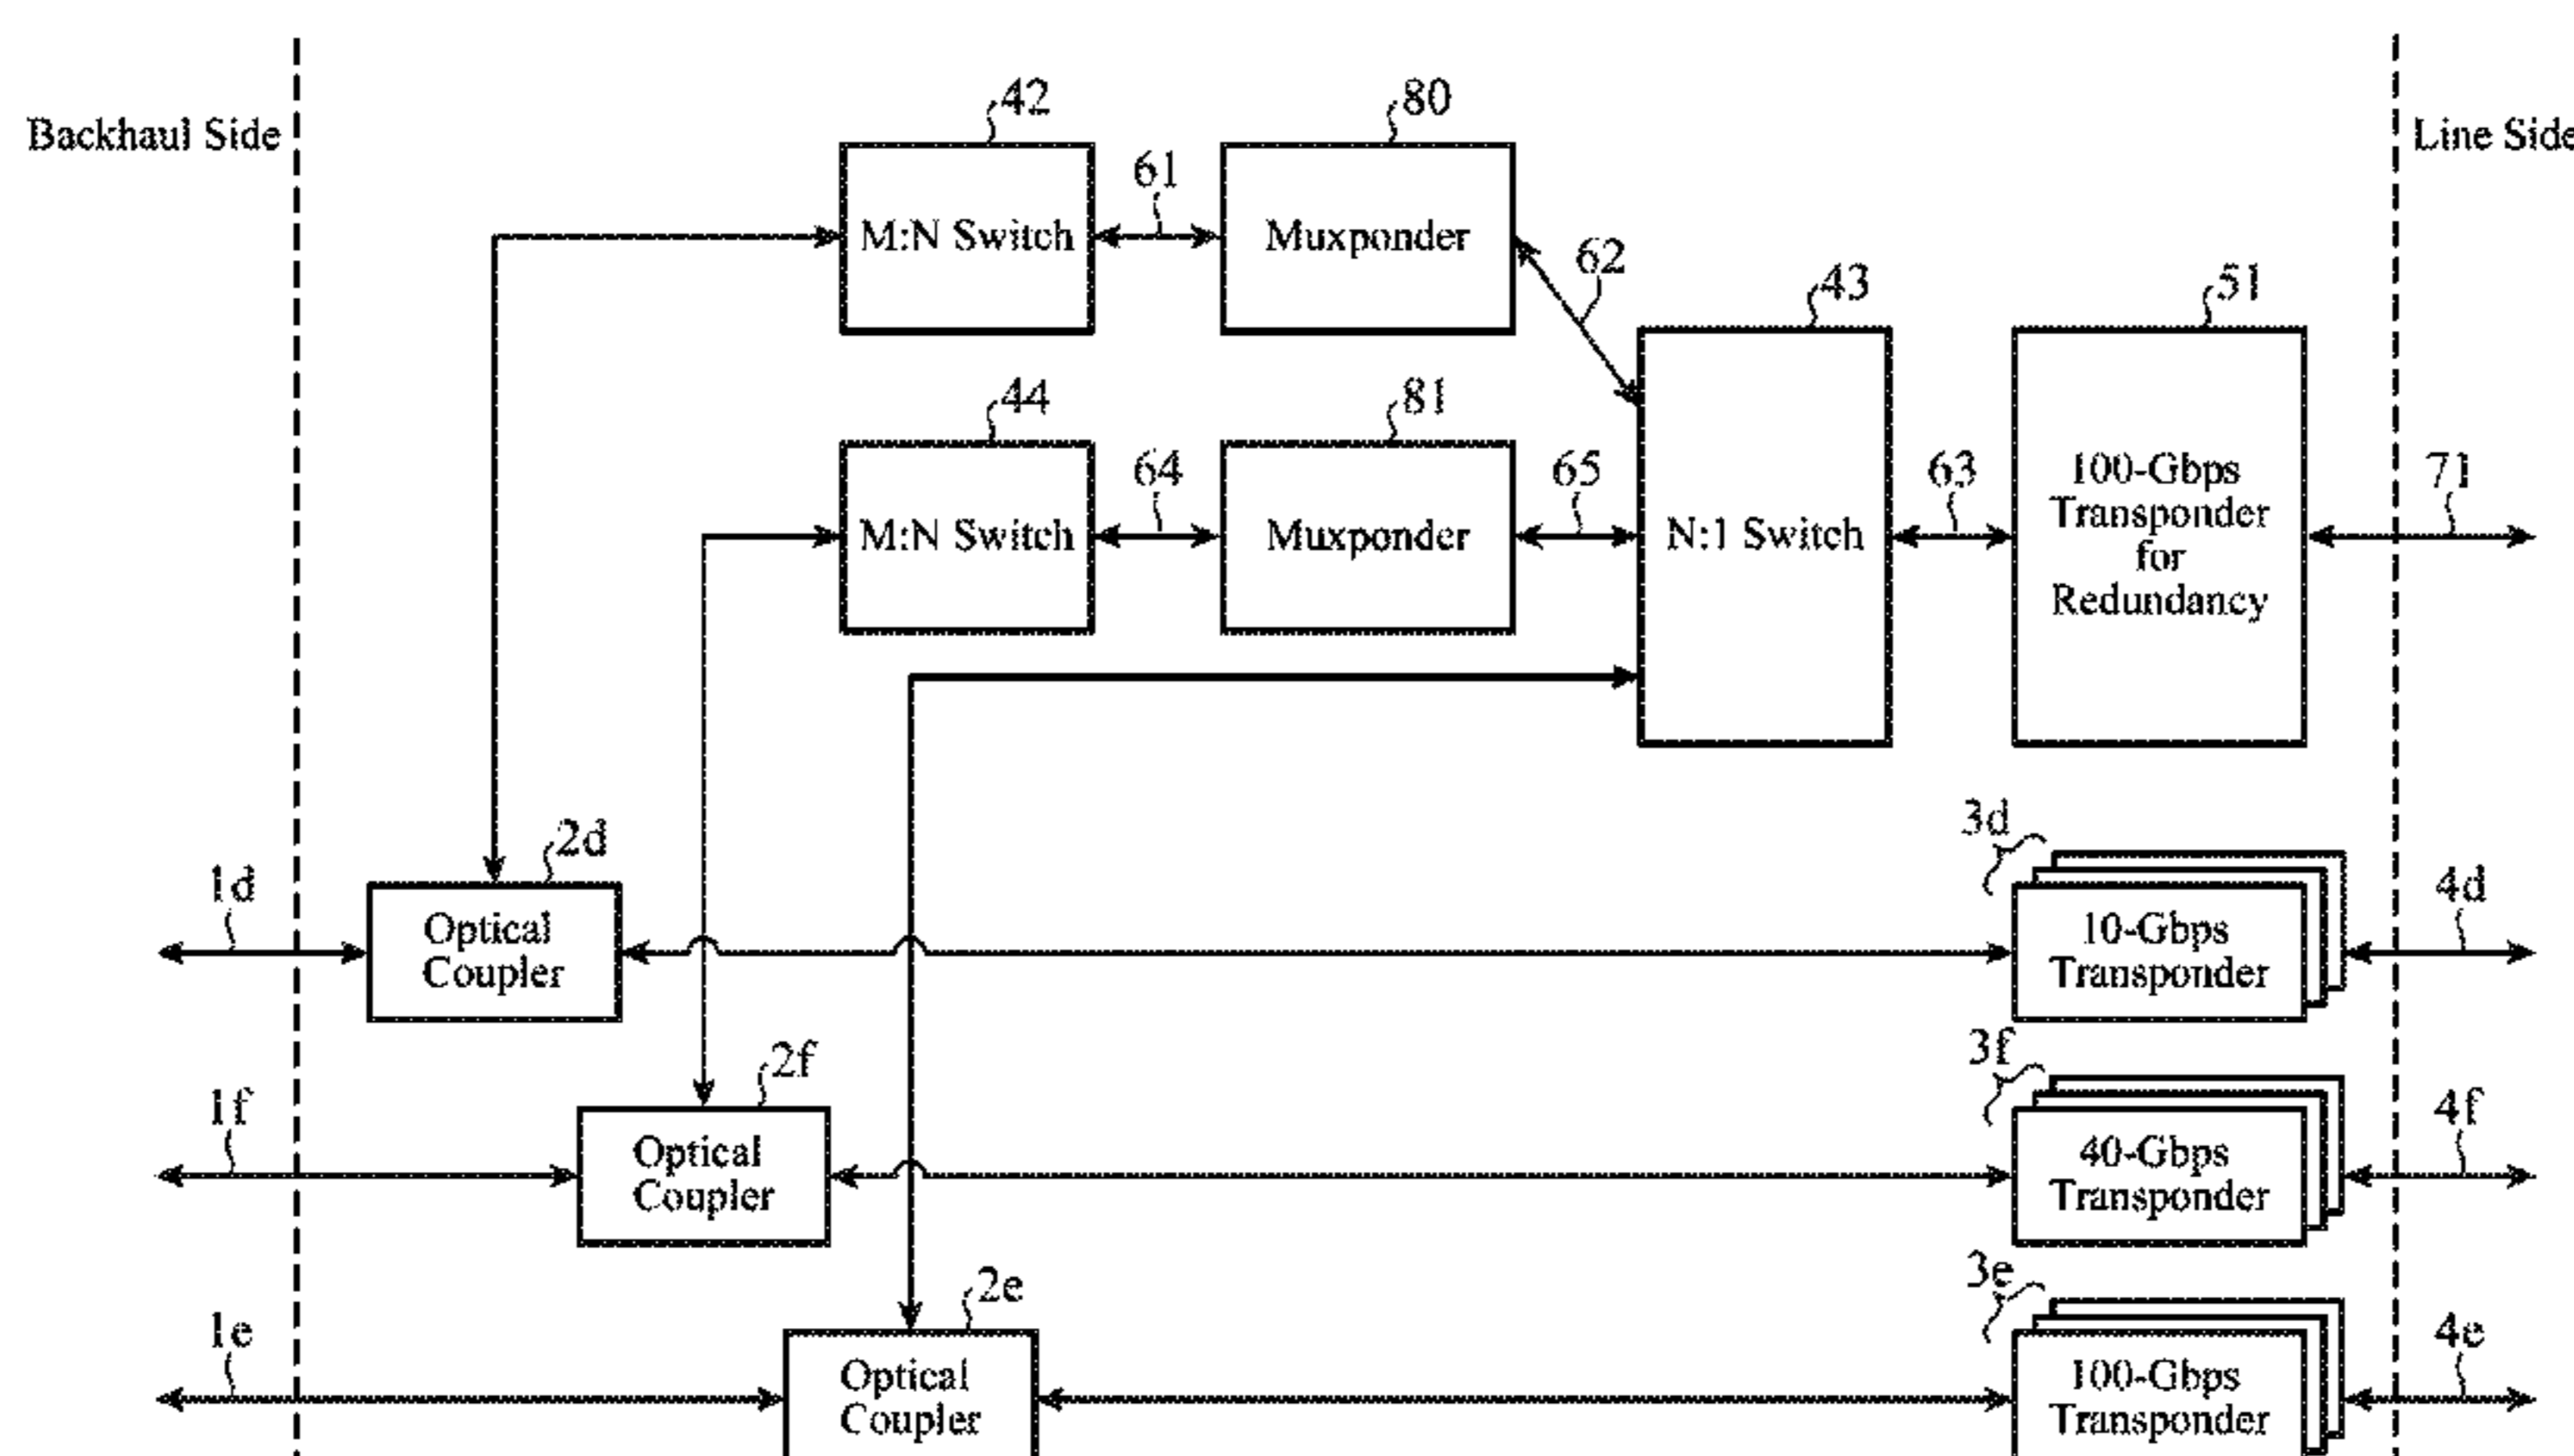 42
80
Backhaul Side
Line Side
61
M:N Switch
Muxponder
62
43
51
44
81
64
65
63
71
M:N Switch
Muxponder
N:1 Switch
100-Gbps
Transponder
for
Redundancy
3d
2d
1d
4d
Optical
Coupler
10-Gbps
Transponder
3f
2f
1f
4f
Optical
Coupler
40-Gbps
Transponder
3e
2e
1e
4e
Optical
Coupler
100-Gbps
Transponder